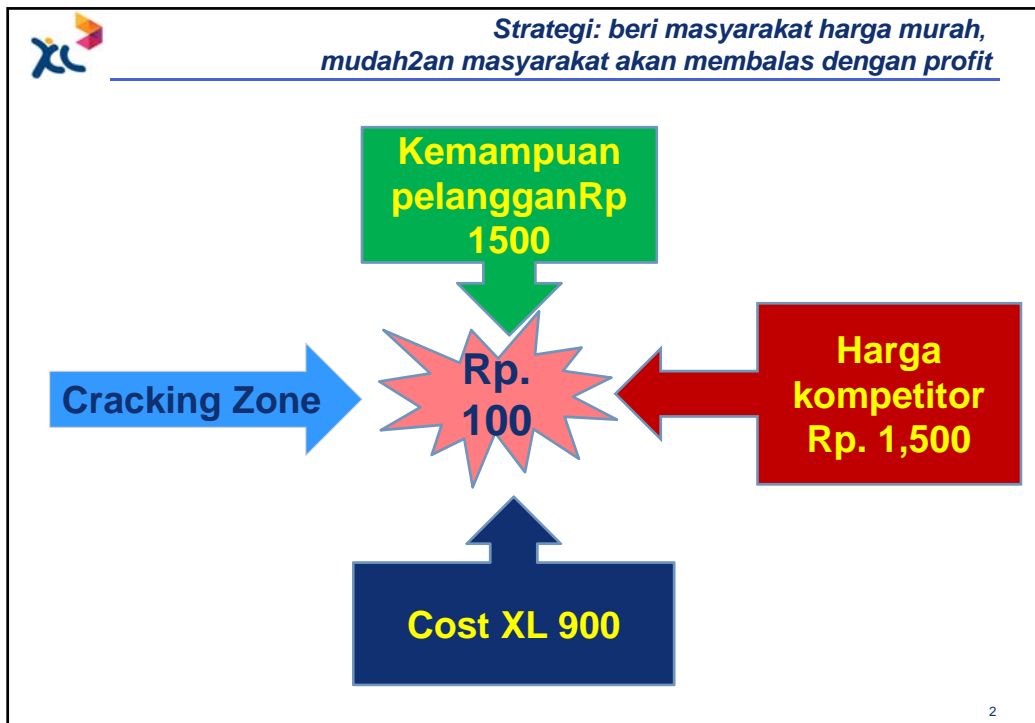 XL
Strategi: beri masyarakat harga murah,
mudah2an masyarakat akan membalas dengan profit
Kemampuan
pelangganRp
1500
Cracking Zone
Rp.
100
Harga
kompetitor
Rp. 1,500
Cost XL 900
2